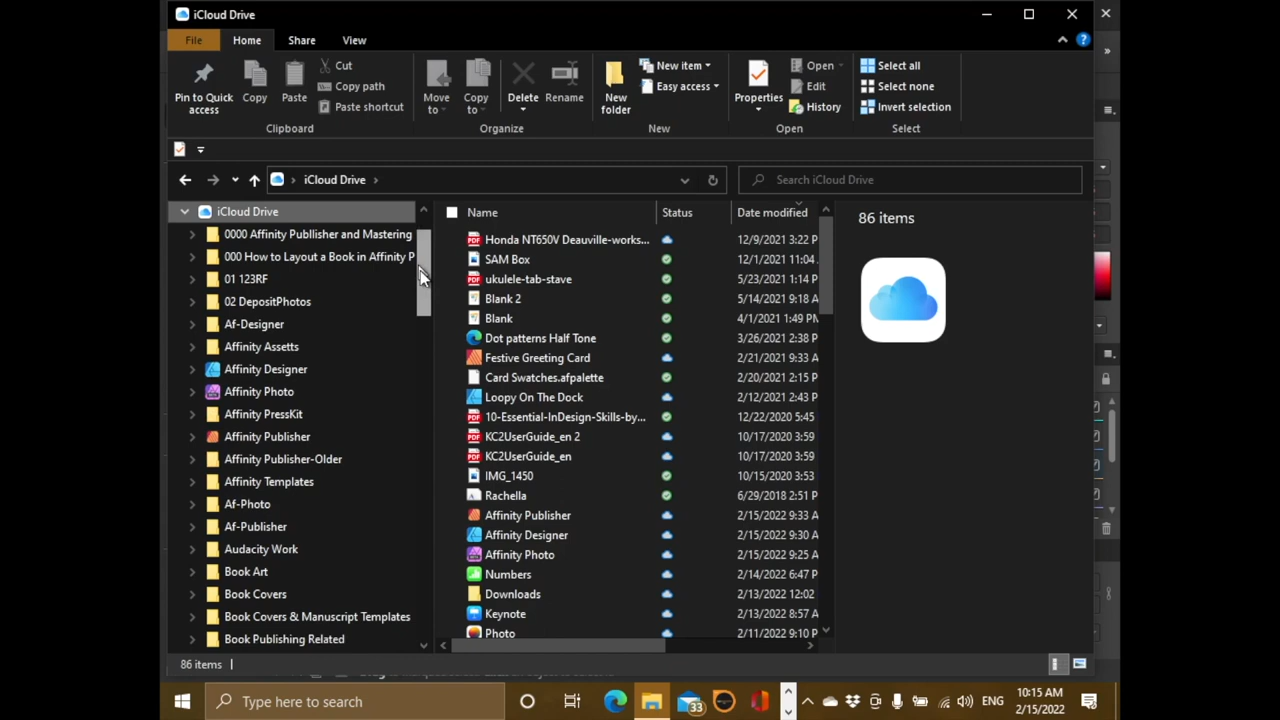 iCloud Drive
File Home Share View
Pin to Quick access
Copy
Paste
Cut
Copy path
Paste shortcut
Clipboard
Move to
Copy to
Delete
Rename
Organize
New folder
New item
Easy access
New
Properties
Open
Edit
History
Open
Select all
Select none
Invert selection
Select
iCloud Drive
Search iCloud Drive
iCloud Drive
0000 Affinity Publlisher and Mastering
000 How to Layout a Book in Affinity P
01 123RF
02 DepositPhotos
Af-Designer
Affinity Assetts
Affinity Designer
Affinity Photo
Affinity PressKit
Affinity Publisher
Affinity Publisher-Older
Affinity Templates
Af-Photo
Af-Publisher
Audacity Work
Book Art
Book Covers
Book Covers & Manuscript Templates
Book Publishing Related
Name Status Date modified
Honda NT650V Deauville-works... 12/9/2021 3:22 P
SAM Box 12/1/2021 11:04
ukulele-tab-stave 5/23/2021 1:14 P
Blank 2 5/14/2021 9:18 A
Blank 4/1/2021 1:49 PM
Dot patterns Half Tone 3/26/2021 2:38 P
Festive Greeting Card 2/21/2021 9:33 A
Card Swatches.afpalette 2/20/2021 2:15 P
Loopy On The Dock 2/12/2021 2:43 P
10-Essential-InDesign-Skills-by... 12/22/2020 5:45
KC2UserGuide_en 2 10/17/2020 3:59
KC2UserGuide_en 10/17/2020 3:59
IMG_1450 10/15/2020 3:53
Rachella 6/29/2018 2:51 P
Affinity Publisher 2/15/2022 9:33 A
Affinity Designer 2/15/2022 9:30 A
Affinity Photo 2/15/2022 9:25 A
Numbers 2/14/2022 6:47 P
Downloads 2/13/2022 12:02
Keynote 2/13/2022 8:57 A
Photo 2/11/2022 9:10 P
86 items
86 items
Type here to search
33
ENG
10:15 AM
2/15/2022